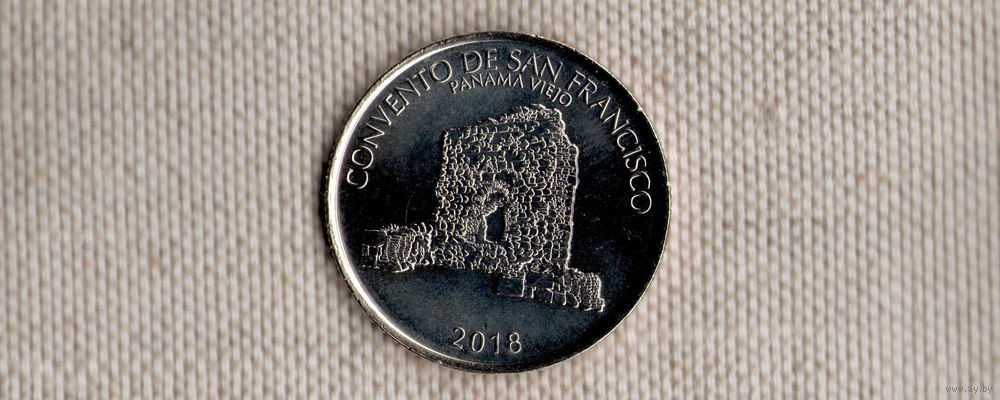 CONVENTO DE SAN FRANCISCO
PANAMA VIEJO
2018
www.ay.by